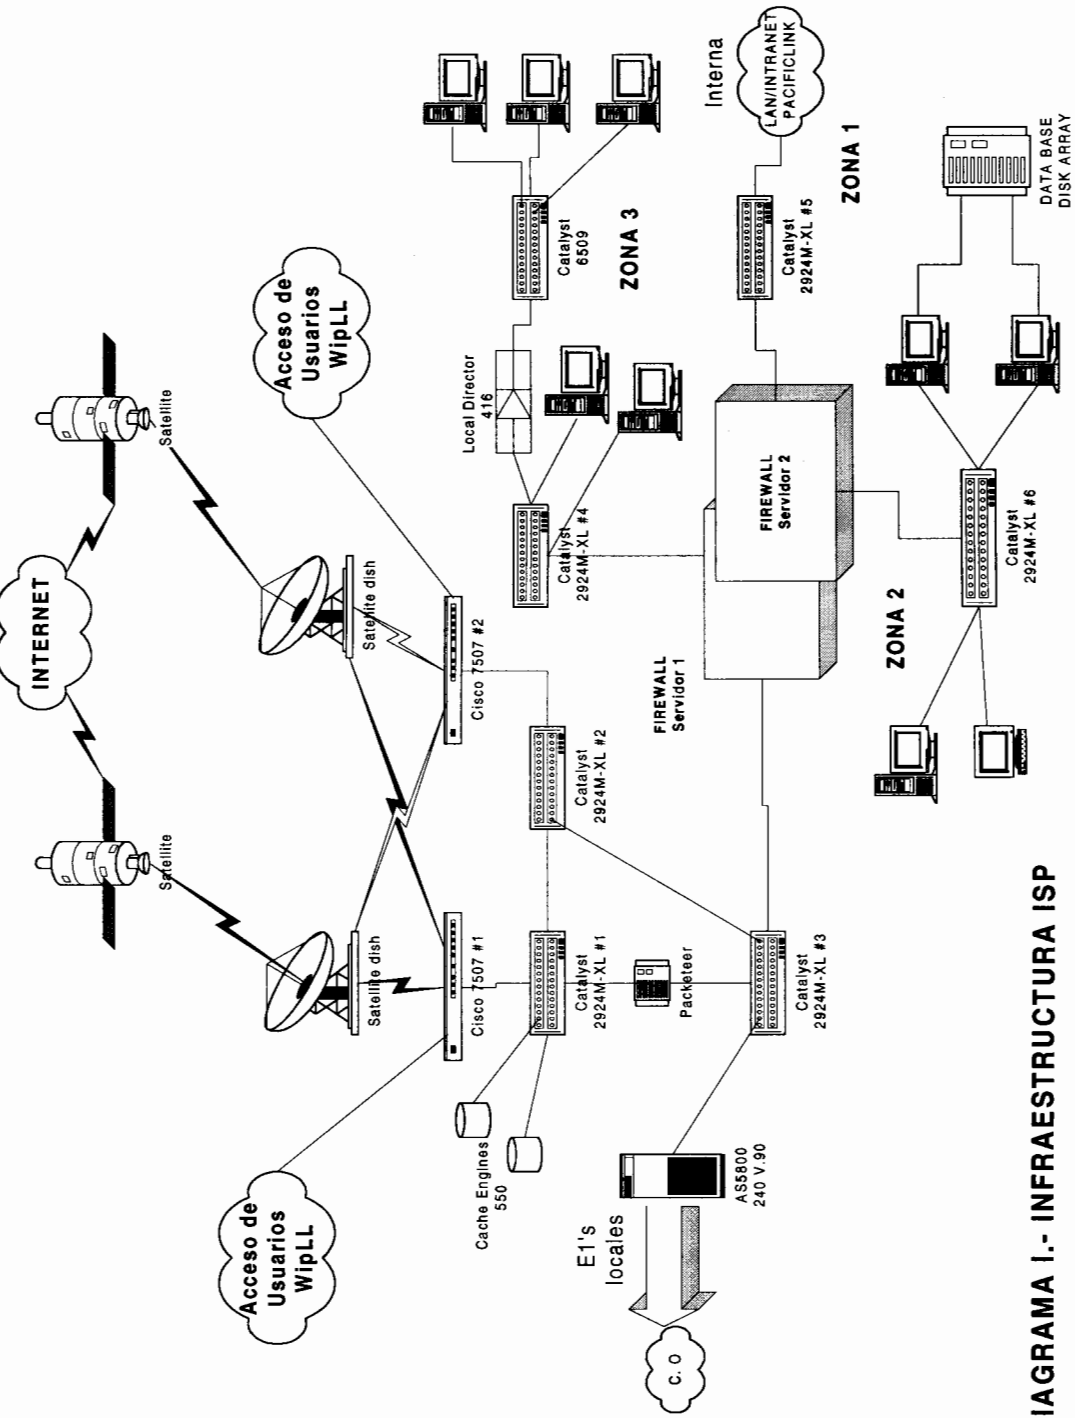 INTERNET
Satellite
Satellite
Satellite dish
Satellite dish
Acceso de
Usuarios
WipLL
Acceso de
Usuarios
WipLL
Cisco 7507 #1
Cisco 7507 #2
Cache Engines
550
Catalyst
2924M-XL #1
Catalyst
2924M-XL #2
Packeteer
Catalyst
2924M-XL #3
AS5800
240 V.90
E1's
locales
C. O
Catalyst
2924M-XL #4
Local Director
416
Catalyst
6509
ZONA 3
FIREWALL
Servidor 1
FIREWALL
Servidor 2
Catalyst
2924M-XL #5
Interna
LAN/INTRANET
PACIFICLINK
ZONA 1
ZONA 2
Catalyst
2924M-XL #6
DATA BASE
DISK ARRAY
IAGRAMA I.- INFRAESTRUCTURA ISP